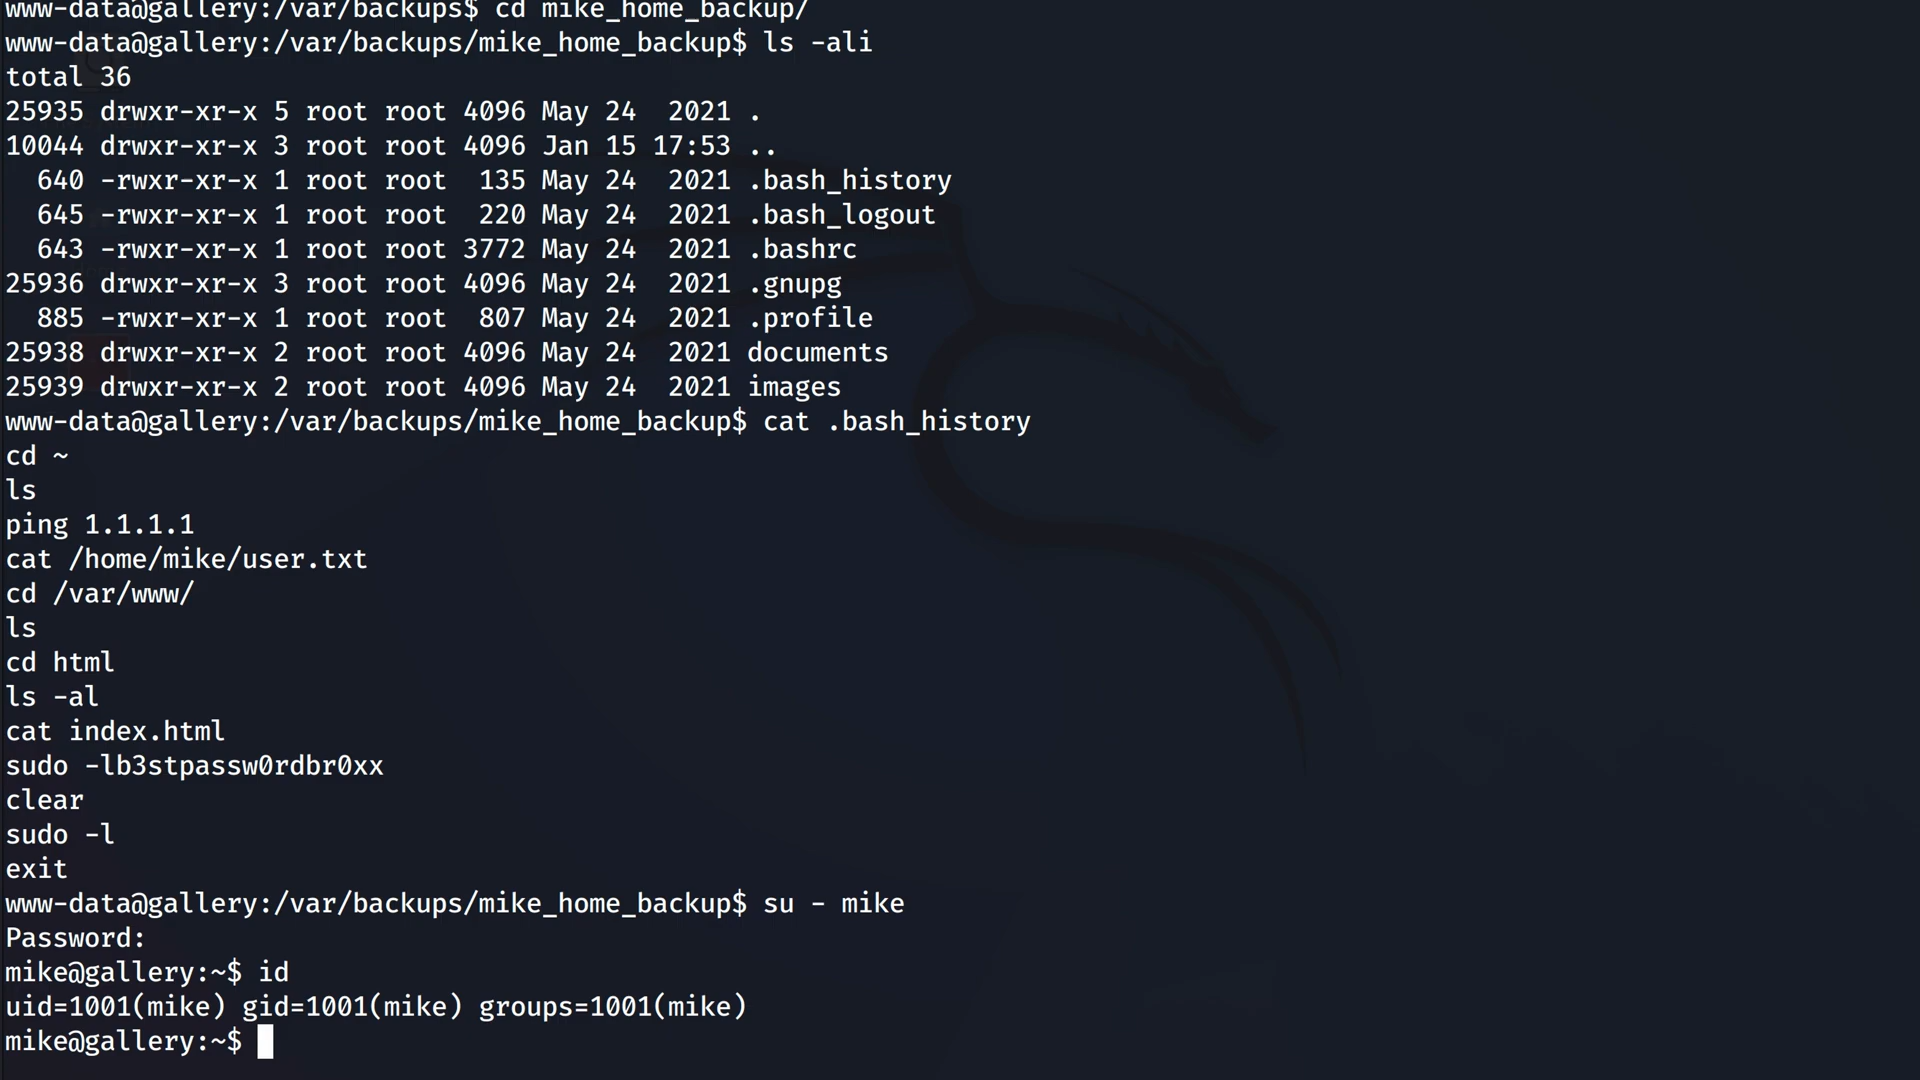 www-data@gallery:/var/backups$ cd mike_home_backup/
www-data@gallery:/var/backups/mike_home_backup$ ls -ali
total 36
25935 drwxr-xr-x 5 root root 4096 May 24  2021 .
10044 drwxr-xr-x 3 root root 4096 Jan 15 17:53 ..
  640 -rwxr-xr-x 1 root root  135 May 24  2021 .bash_history
  645 -rwxr-xr-x 1 root root  220 May 24  2021 .bash_logout
  643 -rwxr-xr-x 1 root root 3772 May 24  2021 .bashrc
25936 drwxr-xr-x 3 root root 4096 May 24  2021 .gnupg
  885 -rwxr-xr-x 1 root root  807 May 24  2021 .profile
25938 drwxr-xr-x 2 root root 4096 May 24  2021 documents
25939 drwxr-xr-x 2 root root 4096 May 24  2021 images
www-data@gallery:/var/backups/mike_home_backup$ cat .bash_history
cd ~
ls
ping 1.1.1.1
cat /home/mike/user.txt
cd /var/www/
ls
cd html
ls -al
cat index.html
sudo -lb3stpassw0rdbr0xx
clear
sudo -l
exit
www-data@gallery:/var/backups/mike_home_backup$ su - mike
Password:
mike@gallery:~$ id
uid=1001(mike) gid=1001(mike) groups=1001(mike)
mike@gallery:~$